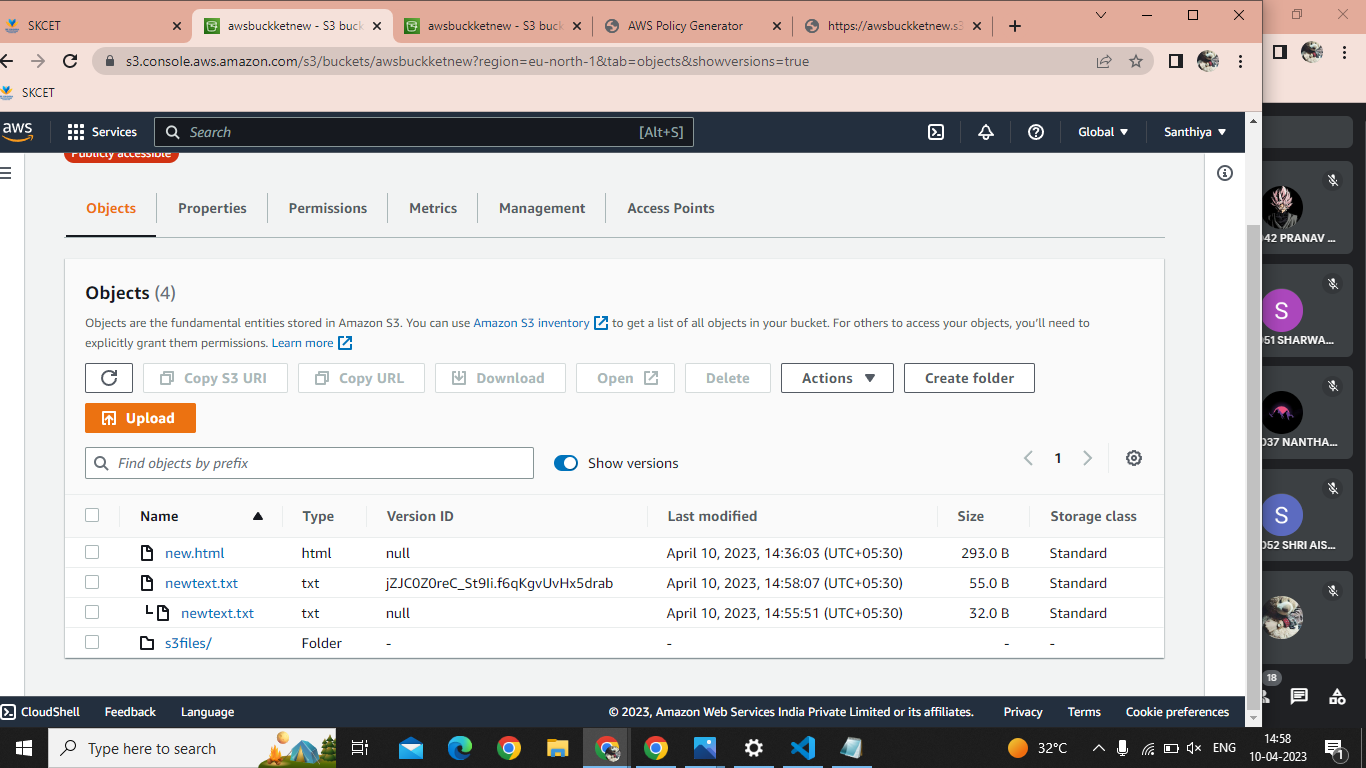 SKCET
awsbuckketnew - S3 buck
awsbuckketnew - S3 buck
AWS Policy Generator
https://awsbuckketnew.s3
s3.console.aws.amazon.com/s3/buckets/awsbuckketnew?region=eu-north-1&tab=objects&showversions=true
SKCET
aws
Services
Search
[Alt+S]
Global
Santhiya
Publicly accessible
Objects
Properties
Permissions
Metrics
Management
Access Points
Objects (4)
Objects are the fundamental entities stored in Amazon S3. You can use Amazon S3 inventory to get a list of all objects in your bucket. For others to access your objects, you'll need to
explicitly grant them permissions. Learn more
Copy S3 URI
Copy URL
Download
Open
Delete
Actions
Create folder
Upload
Find objects by prefix
Show versions
1
Name Type Version ID Last modified Size Storage class
new.html html null April 10, 2023, 14:36:03 (UTC+05:30) 293.0 B Standard
newtext.txt txt jZJC0Z0reC_St9Ii.f6qKgvUvHx5drab April 10, 2023, 14:58:07 (UTC+05:30) 55.0 B Standard
newtext.txt txt null April 10, 2023, 14:55:51 (UTC+05:30) 32.0 B Standard
s3files/ Folder - - - -
042 PRANAV ...
S
051 SHARWA...
037 NANTHA...
S
052 SHRI AIS...
18
CloudShell
Feedback
Language
© 2023, Amazon Web Services India Private Limited or its affiliates.
Privacy
Terms
Cookie preferences
Type here to search
32°C
ENG
14:58
10-04-2023
1